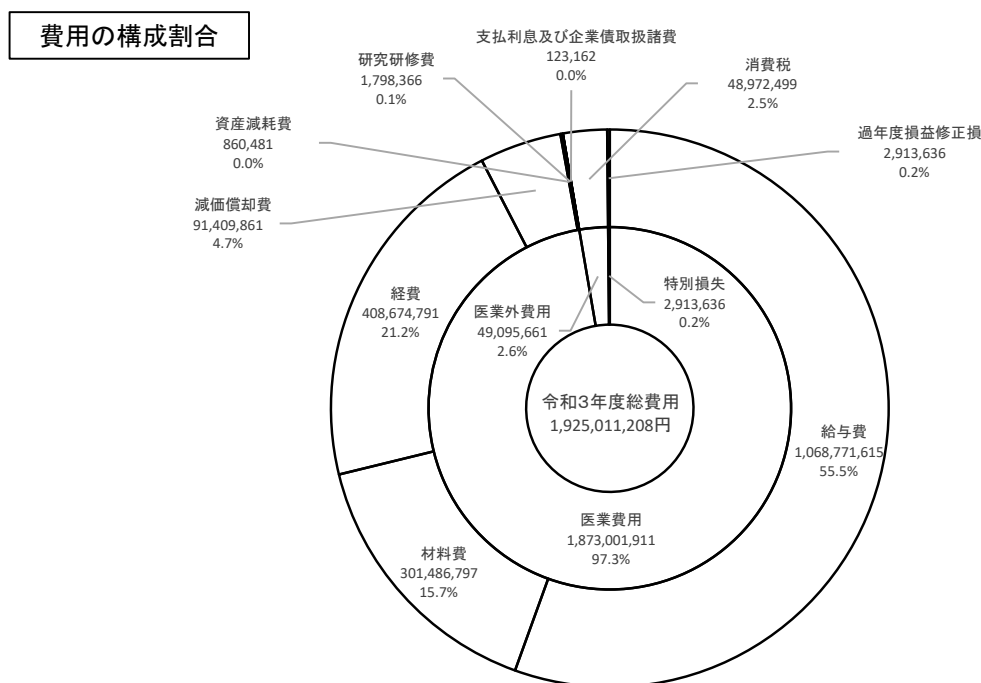 費用の構成割合
支払利息及び企業債取扱諸費
123,162
0.0%
研究研修費
1,798,366
0.1%
消費税
48,972,499
2.5%
資産減耗費
860,481
0.0%
過年度損益修正損
2,913,636
0.2%
減価償却費
91,409,861
4.7%
経費
408,674,791
21.2%
医業外費用
49,095,661
2.6%
特別損失
2,913,636
0.2%
令和3年度総費用
1,925,011,208円
給与費
1,068,771,615
55.5%
医業費用
1,873,001,911
97.3%
材料費
301,486,797
15.7%